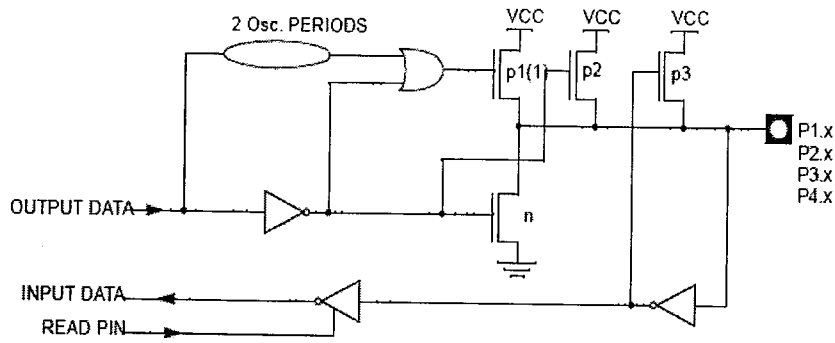 2 Osc. PERIODS
VCC
VCC
VCC
p1(1)
p2
p3
P1.x
P2.x
P3.x
P4.x
OUTPUT DATA
n
INPUT DATA
READ PIN